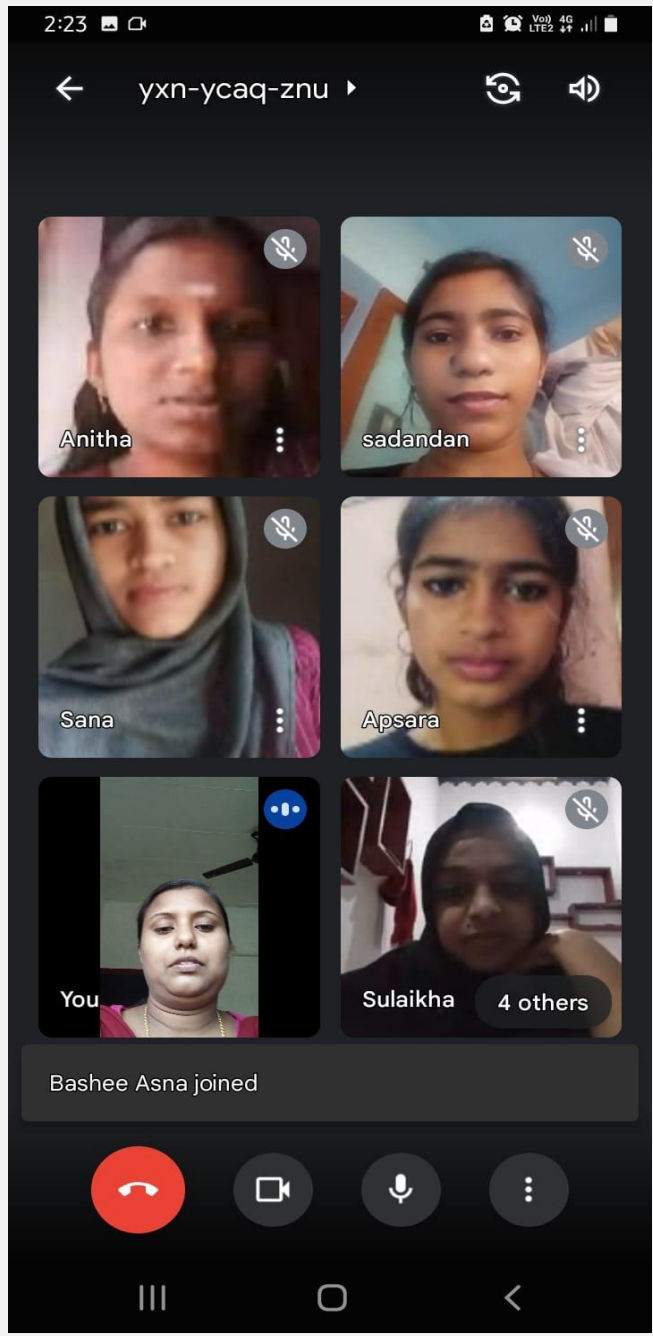 2:23 Vo) 4G LTE2
yxn-ycaq-znu
Anitha
sadandan
Sana
Apsara
You
Sulaikha 4 others
Bashee Asna joined